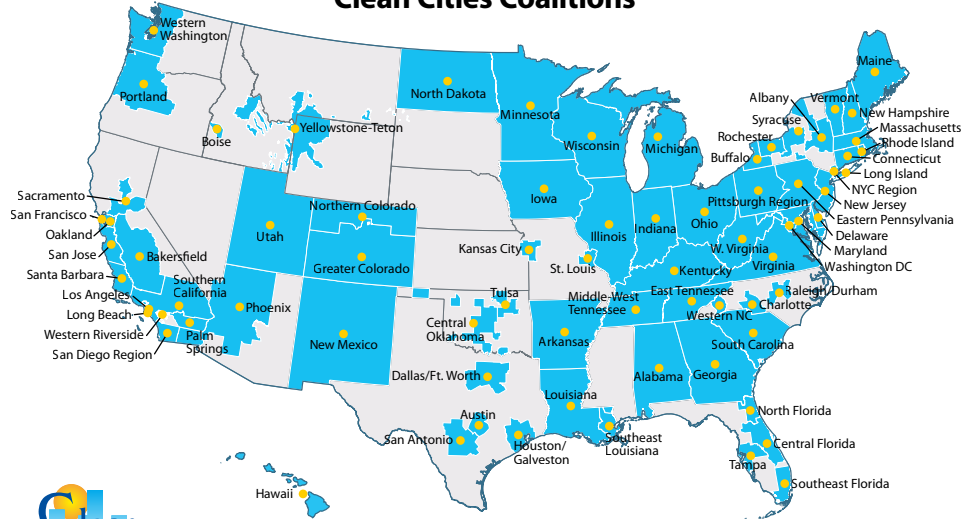 Clean Cities Coalitions
Western
Washington
Portland
Boise
Yellowstone-Teton
North Dakota
Minnesota
Wisconsin
Michigan
Maine
Albany
Vermont
New Hampshire
Syracuse
Massachusetts
Rochester
Rhode Island
Buffalo
Connecticut
Long Island
NYC Region
New Jersey
Eastern Pennsylvania
Delaware
Maryland
Washington DC
Pittsburgh Region
Sacramento
San Francisco
Oakland
San Jose
Santa Barbara
Los Angeles
Long Beach
Western Riverside
San Diego Region
Bakersfield
Southern
California
Palm
Springs
Utah
Phoenix
Northern Colorado
Greater Colorado
New Mexico
Iowa
Kansas City
St. Louis
Illinois
Indiana
Ohio
W. Virginia
Virginia
Kentucky
Middle-West
Tennessee
East Tennessee
Western NC
Raleigh/Durham
Charlotte
South Carolina
Tulsa
Central
Oklahoma
Arkansas
Dallas/Ft. Worth
Austin
San Antonio
Houston/
Galveston
Louisiana
Southeast
Louisiana
Alabama
Georgia
North Florida
Central Florida
Tampa
Southeast Florida
Hawaii